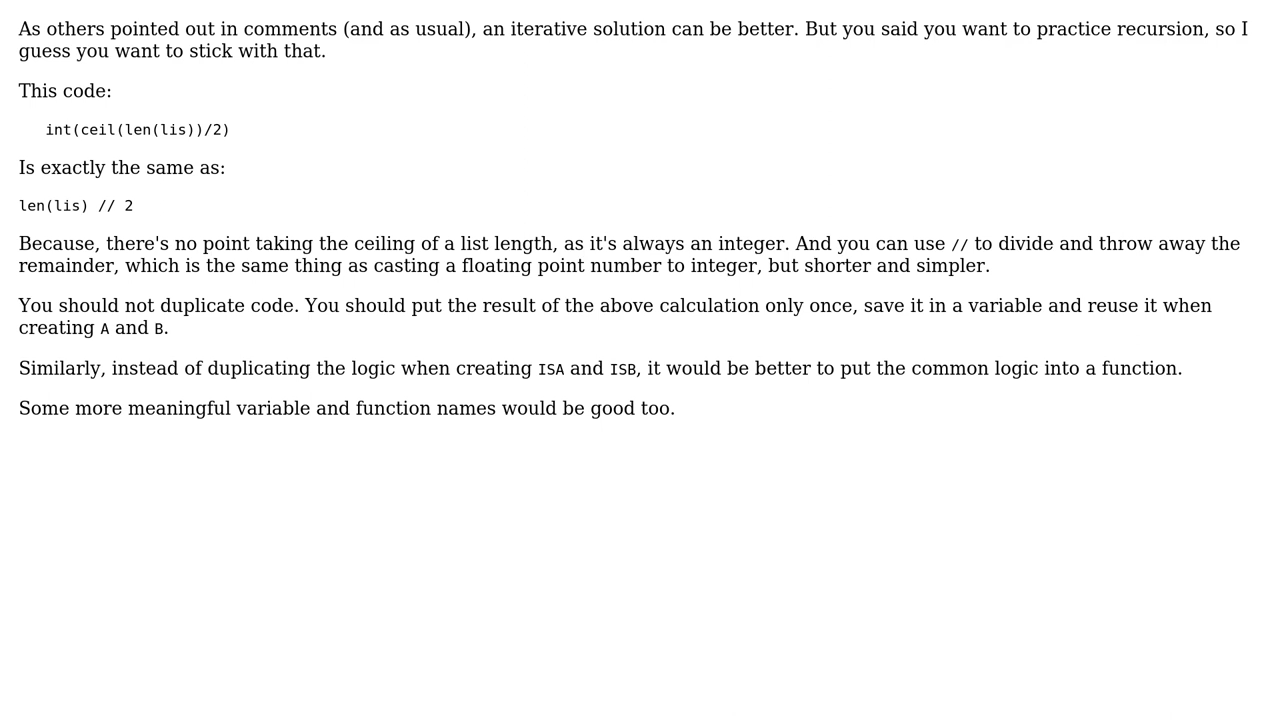 As others pointed out in comments (and as usual), an iterative solution can be better. But you said you want to practice recursion, so I
guess you want to stick with that.
This code:
int(ceil(len(lis))/2)
Is exactly the same as:
len(lis) // 2
Because, there's no point taking the ceiling of a list length, as it's always an integer. And you can use // to divide and throw away the
remainder, which is the same thing as casting a floating point number to integer, but shorter and simpler.
You should not duplicate code. You should put the result of the above calculation only once, save it in a variable and reuse it when
creating A and B.
Similarly, instead of duplicating the logic when creating ISA and ISB, it would be better to put the common logic into a function.
Some more meaningful variable and function names would be good too.